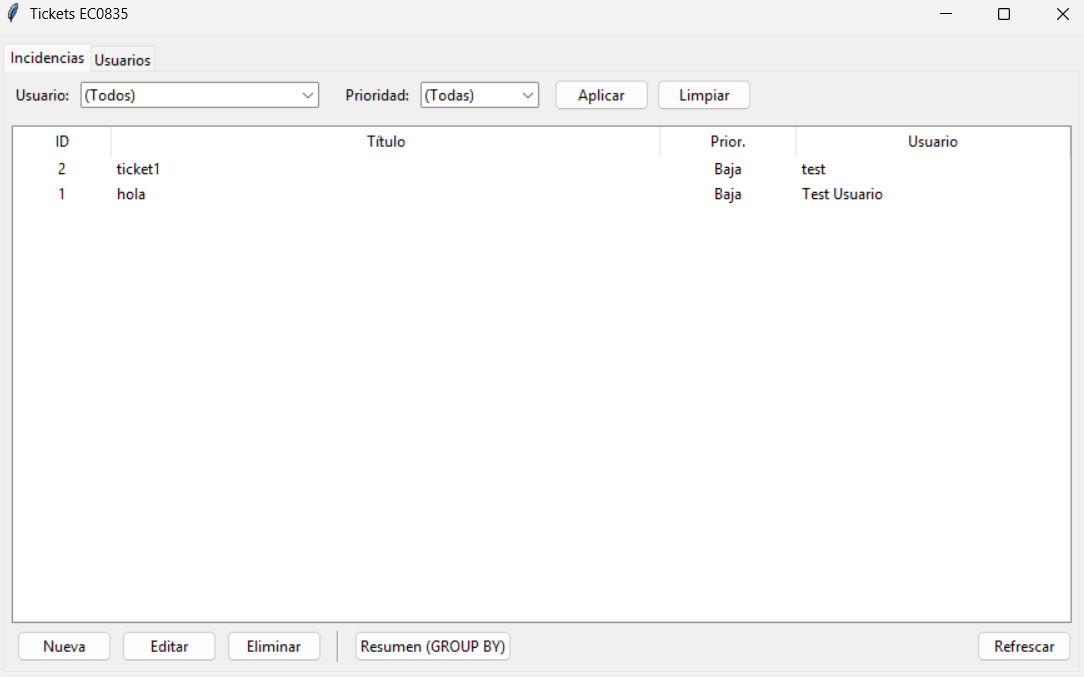 Tickets EC0835
Incidencias Usuarios
Usuario: (Todos) Prioridad: (Todas) Aplicar Limpiar
ID Título Prior. Usuario
2 ticket1 Baja test
1 hola Baja Test Usuario
Nueva Editar Eliminar Resumen (GROUP BY) Refrescar